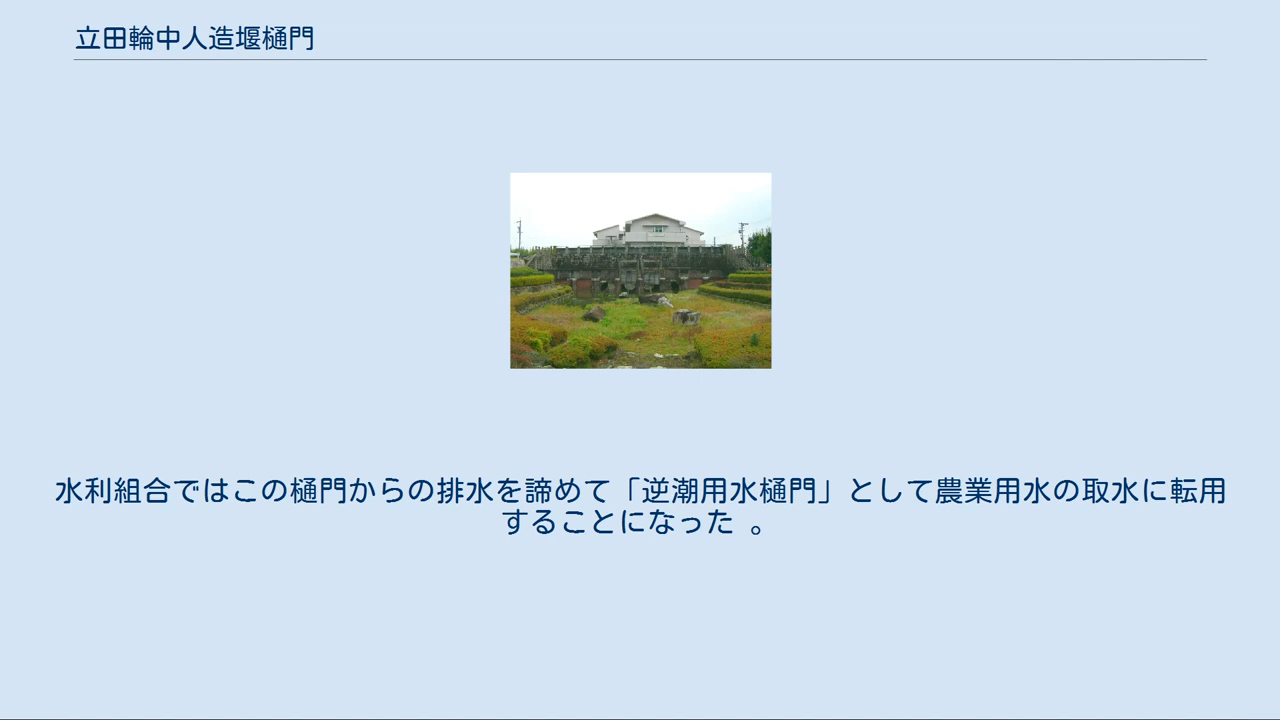 立田輪中人造堰樋門
水利組合ではこの樋門からの排水を諦めて「逆潮用水樋門」として農業用水の取水に転用
することになった 。